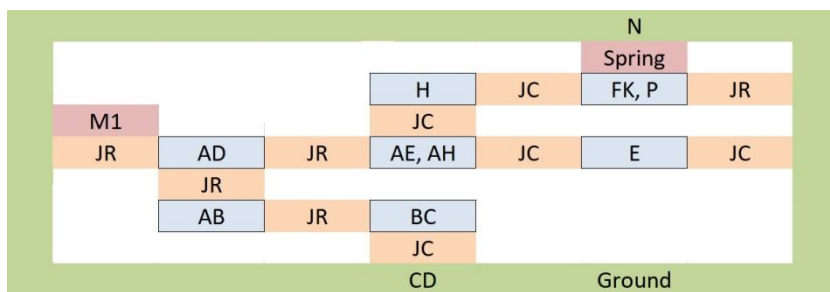 N
Spring
H JC FK, P JR
M1 JC
JR AD JR AE, AH JC E JC
JR
AB JR BC
JC
CD Ground